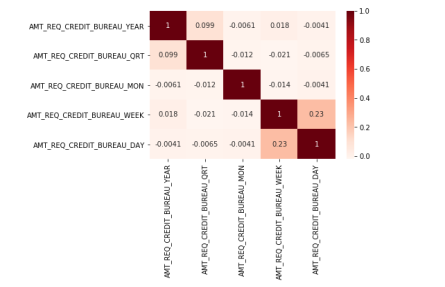 AMT_REQ_CREDIT_BUREAU_YEAR 1 0.099 -0.0061 0.018 -0.0041
AMT_REQ_CREDIT_BUREAU_QRT 0.099 1 -0.012 -0.021 -0.0065
AMT_REQ_CREDIT_BUREAU_MON -0.0061 -0.012 1 -0.014 -0.0041
AMT_REQ_CREDIT_BUREAU_WEEK 0.018 -0.021 -0.014 1 0.23
AMT_REQ_CREDIT_BUREAU_DAY -0.0041 -0.0065 -0.0041 0.23 1
AMT_REQ_CREDIT_BUREAU_YEAR
AMT_REQ_CREDIT_BUREAU_QRT
AMT_REQ_CREDIT_BUREAU_MON
AMT_REQ_CREDIT_BUREAU_WEEK
AMT_REQ_CREDIT_BUREAU_DAY
1.0
0.8
0.6
0.4
0.2
0.0